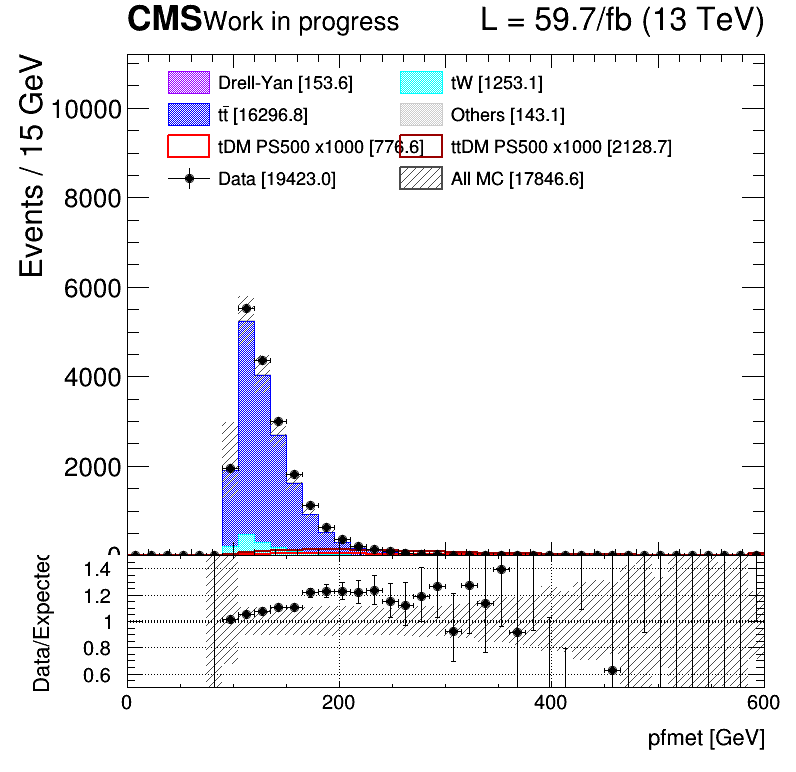 CMS Work in progress L = 59.7/fb (13 TeV)
Events / 15 GeV
10000
8000
6000
4000
2000
0
Drell-Yan [153.6] tW [1253.1]
tt̄ [16296.8] Others [143.1]
tDM PS500 x1000 [776.6] ttDM PS500 x1000 [2128.7]
Data [19423.0] All MC [17846.6]
Data/Expected
1.4
1.2
1
0.8
0.6
0 200 400 600
pfmet [GeV]